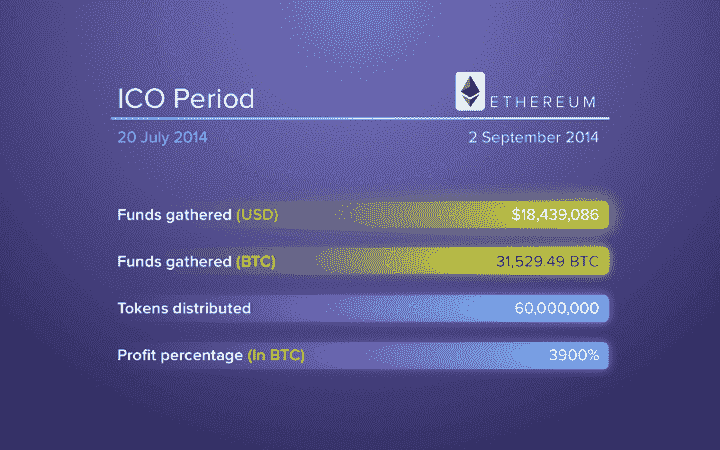 ICO Period
ETHEREUM
20 July 2014
2 September 2014
Funds gathered (USD) $18,439,086
Funds gathered (BTC) 31,529.49 BTC
Tokens distributed 60,000,000
Profit percentage (In BTC) 3900%